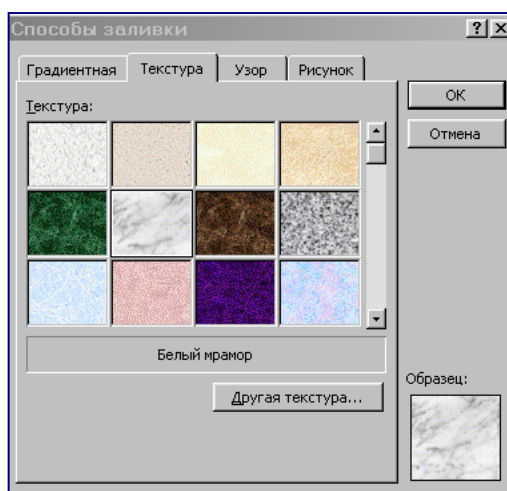 Способы заливки
Градиентная Текстура Узор Рисунок
Текстура:
ОК
Отмена
Белый мрамор
Другая текстура...
Образец: